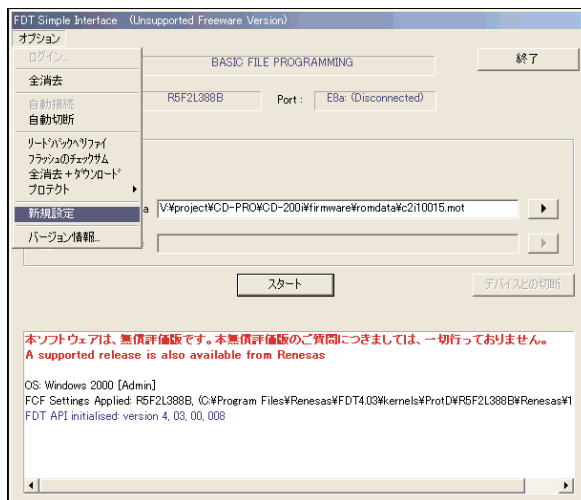 FDT Simple Interface (Unsupported Freeware Version)
オプション
ログイン...
BASIC FILE PROGRAMMING
終了
全消去
自動接続
R5F2L388B
Port :
E8a: (Disconnected)
自動切断
リードバックベリファイ
フラッシュのチェックサム
全消去+ダウンロード
プロテクト
新規設定
a
V:¥project¥CD-PRO¥CD-200i¥firmware¥romdata¥c2i10015.mot
バージョン情報...
スタート
デバイスとの切断
本ソフトウェアは、無償評価版です。本無償評価版のご質問につきましては、一切行っておりません。
A supported release is also available from Renesas
OS: Windows 2000 [Admin]
FCF Settings Applied: R5F2L388B, (C:¥Program Files¥Renesas¥FDT4.03¥kernels¥ProtD¥R5F2L388B¥Renesas¥1
FDT API initialised: version 4, 03, 00, 008